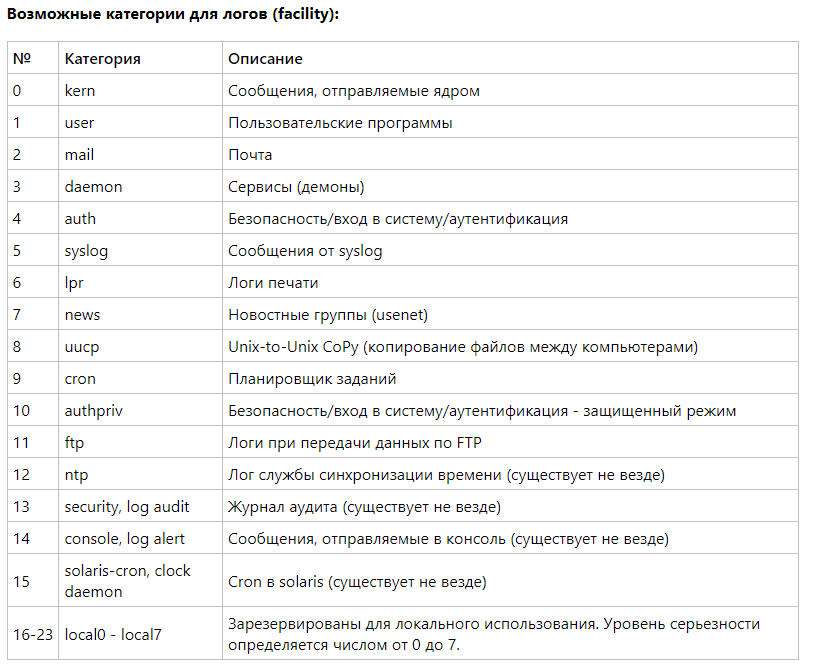 Возможные категории для логов (facility):
№ Категория Описание
0 kern Сообщения, отправляемые ядром
1 user Пользовательские программы
2 mail Почта
3 daemon Сервисы (демоны)
4 auth Безопасность/вход в систему/аутентификация
5 syslog Сообщения от syslog
6 lpr Логи печати
7 news Новостные группы (usenet)
8 uucp Unix-to-Unix CoPy (копирование файлов между компьютерами)
9 cron Планировщик заданий
10 authpriv Безопасность/вход в систему/аутентификация - защищенный режим
11 ftp Логи при передачи данных по FTP
12 ntp Лог службы синхронизации времени (существует не везде)
13 security, log audit Журнал аудита (существует не везде)
14 console, log alert Сообщения, отправляемые в консоль (существует не везде)
15 solaris-cron, clock
daemon Cron в solaris (существует не везде)
16-23 local0 - local7 Зарезервированы для локального использования. Уровень серьезности
определяется числом от 0 до 7.